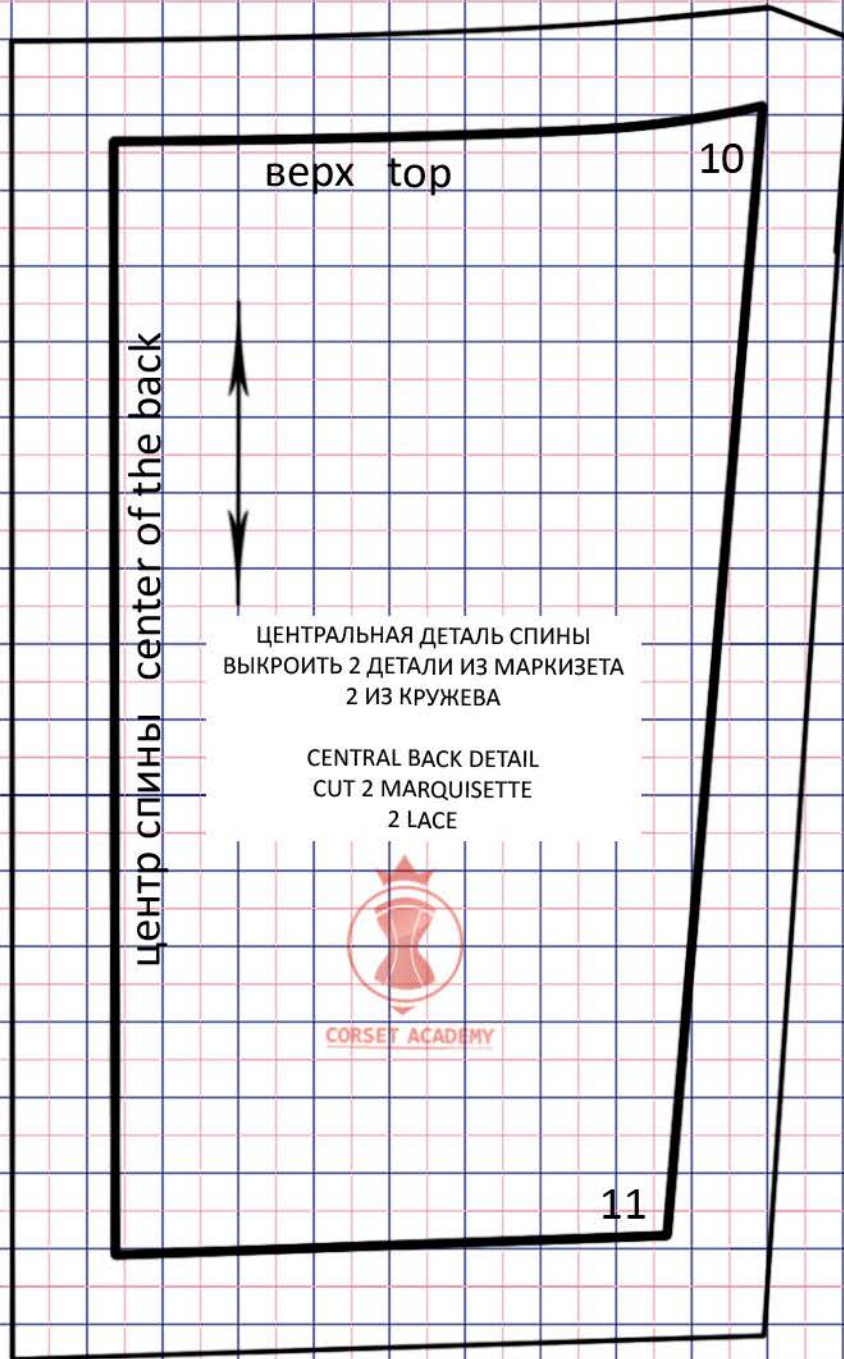 верх top
10
центр спины center of the back
ЦЕНТРАЛЬНАЯ ДЕТАЛЬ СПИНЫ
ВЫКРОИТЬ 2 ДЕТАЛИ ИЗ МАРКИЗЕТА
2 ИЗ КРУЖЕВА
CENTRAL BACK DETAIL
CUT 2 MARQUISETTE
2 LACE
CORSET ACADEMY
11